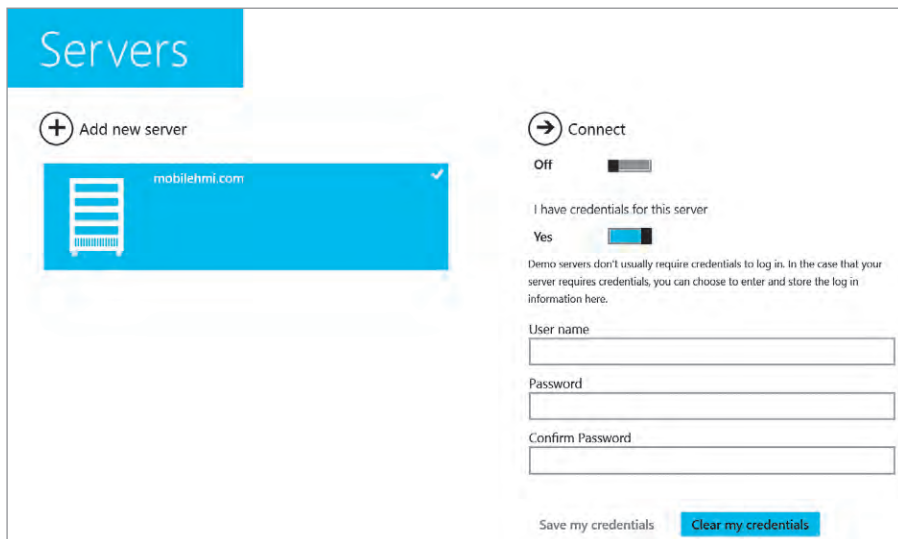 Servers
Add new server
mobilehmi.com
Connect
Off
I have credentials for this server
Yes
Demo servers don't usually require credentials to log in. In the case that your
server requires credentials, you can choose to enter and store the log in
information here.
User name
Password
Confirm Password
Save my credentials
Clear my credentials